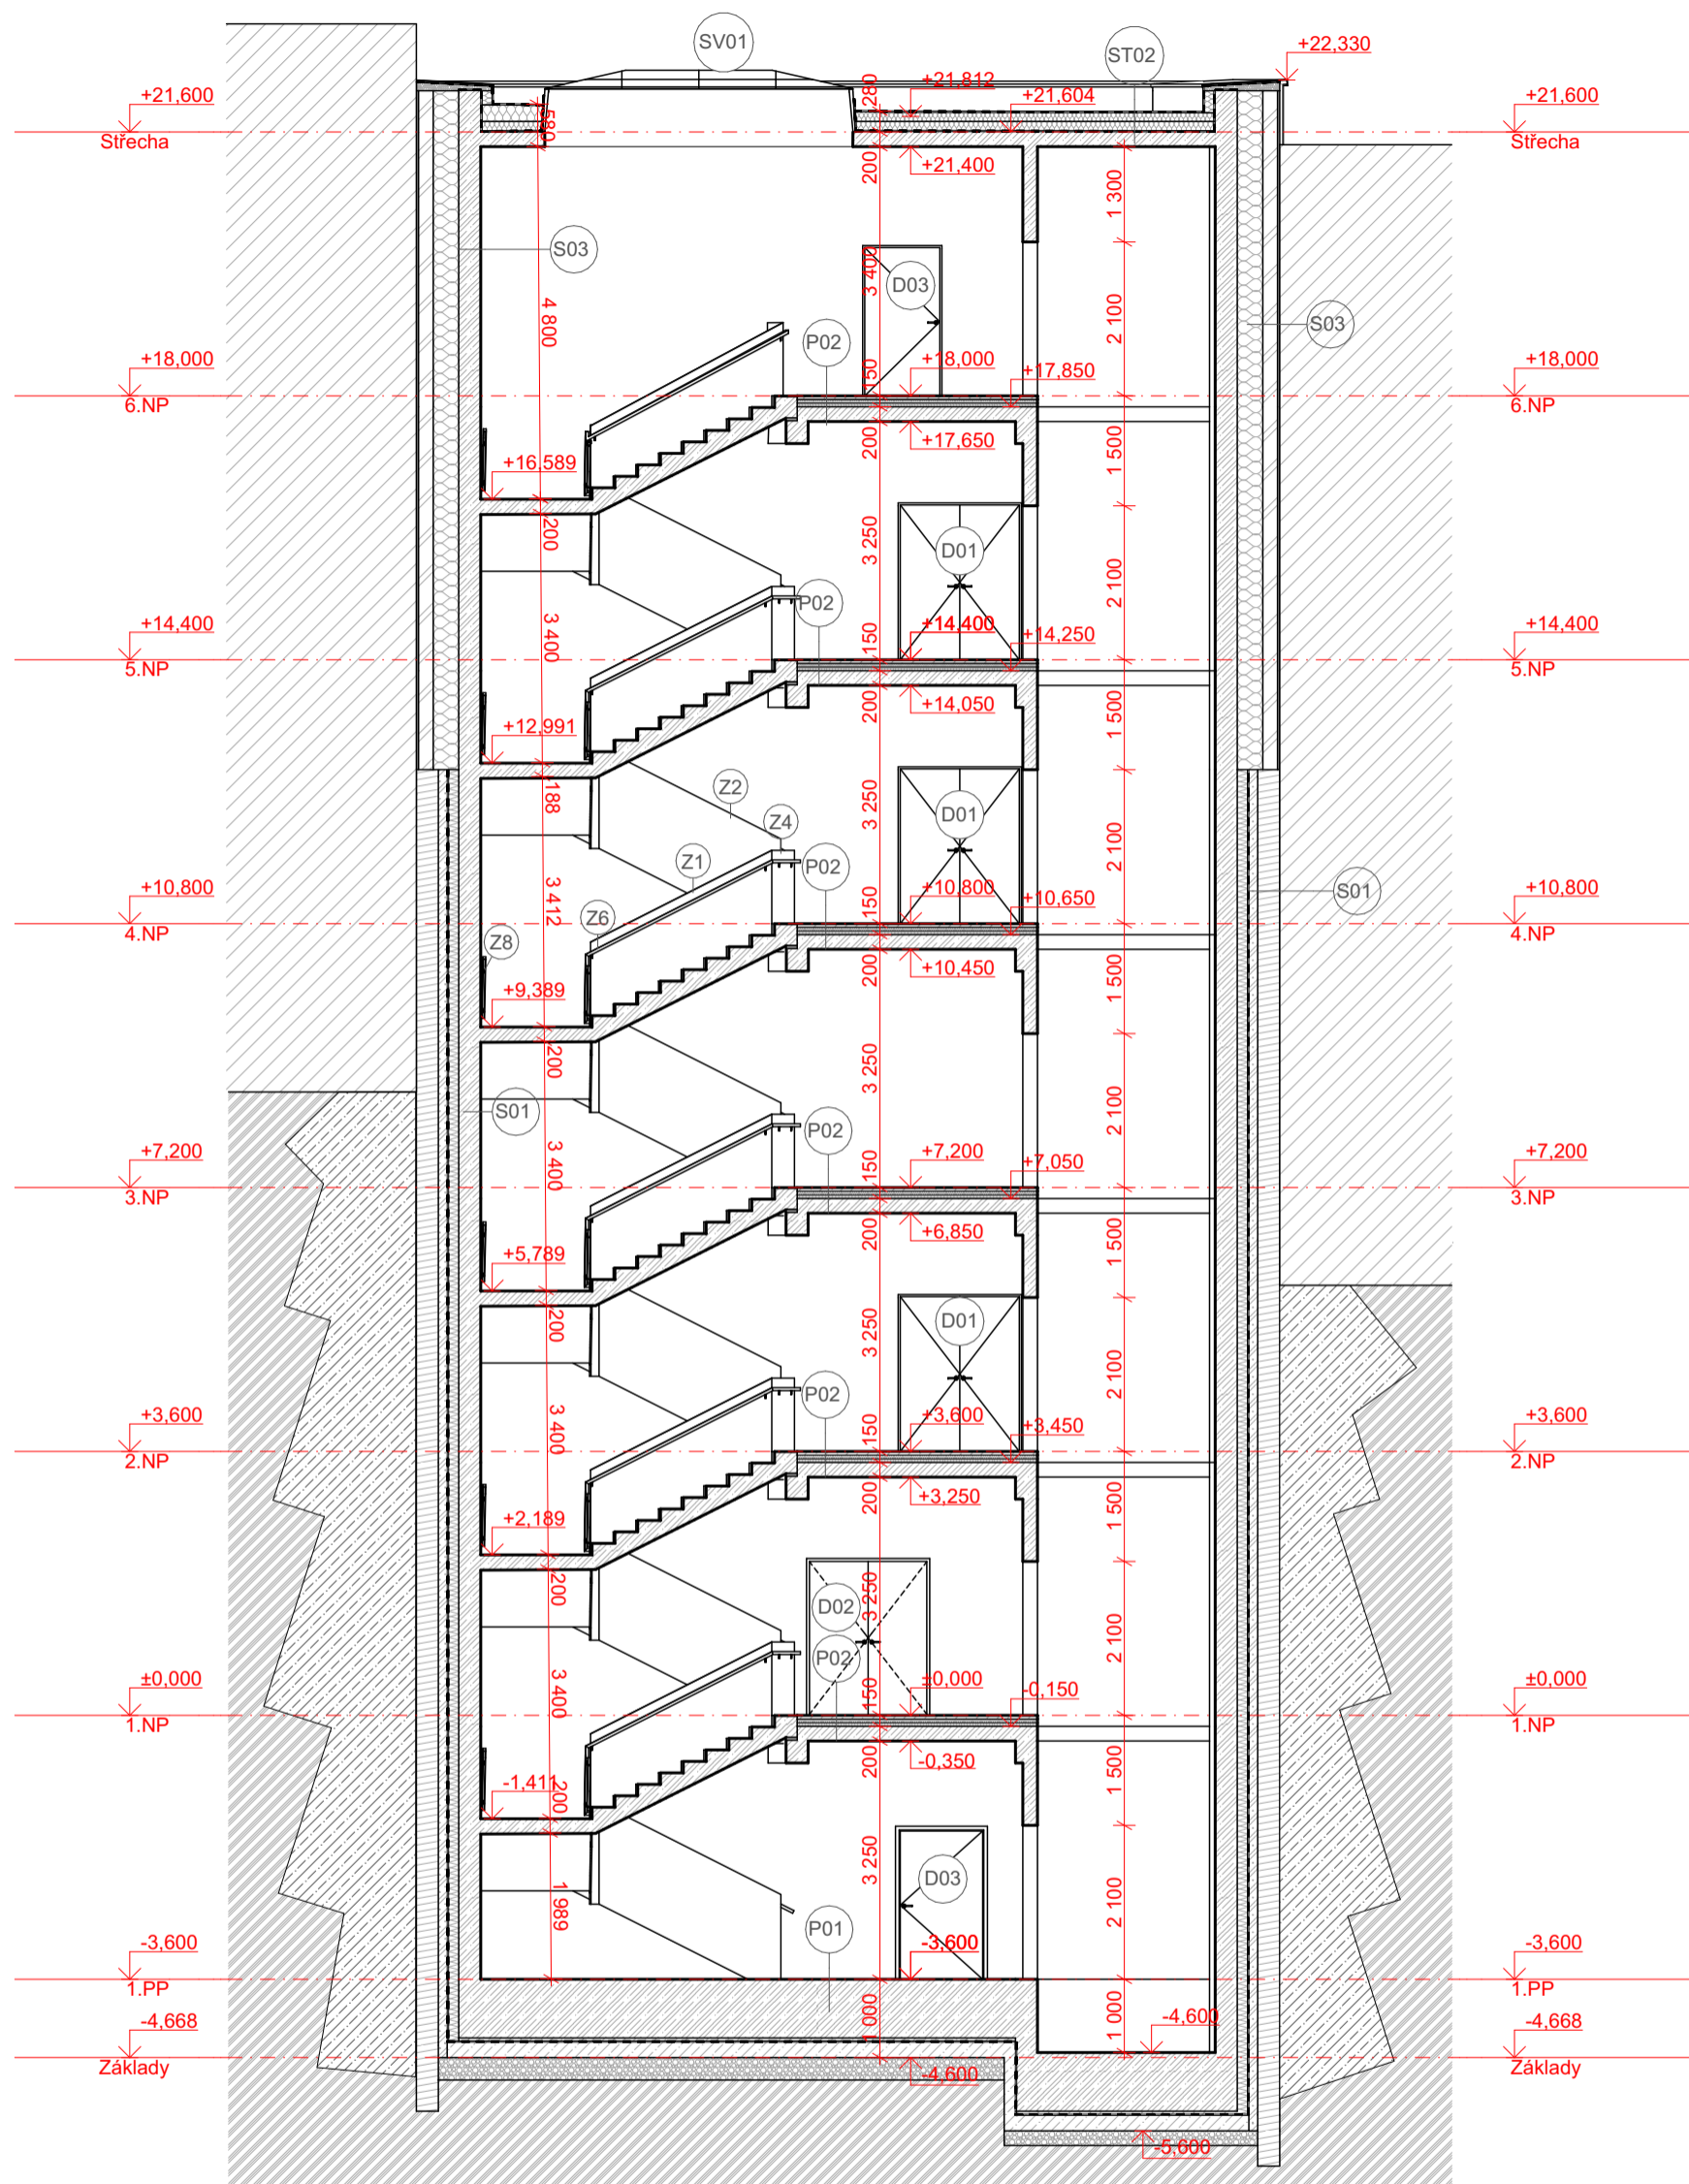 SV01
ST02
+22,330
+21,600
Střecha
580
280
+21,812
+21,604
+21,600
Střecha
200
+21,400
1 300
S03
4 800
3 400
D03
2 100
S03
P02
+18,000
6.NP
150
+18,000
+17,850
+18,000
6.NP
+16,589
200
+17,650
1 500
200
3 250
D01
3 400
P02
2 100
+14,400
5.NP
150
+14,400
+14,250
+14,400
5.NP
+12,991
200
+14,050
1 500
188
Z2
3 250
D01
Z4
Z1
P02
2 100
S01
+10,800
4.NP
3 412
Z6
Z8
150
+10,800
+10,650
+10,800
4.NP
+9,389
200
+10,450
1 500
200
3 250
S01
3 400
P02
2 100
+7,200
3.NP
150
+7,200
+7,050
+7,200
3.NP
+5,789
200
+6,850
1 500
200
3 250
D01
3 400
P02
2 100
+3,600
2.NP
150
+3,600
+3,450
+3,600
2.NP
+2,189
200
+3,250
1 500
200
3 250
D02
P02
3 400
2 100
±0,000
1.NP
150
±0,000
-0,150
±0,000
1.NP
-1,411
200
200
-0,350
1 500
3 250
D03
1 989
P01
2 100
-3,600
1.PP
-3,600
-3,600
1.PP
-4,668
Základy
1 000
-4,600
1 000
-4,600
-4,668
Základy
-5,600